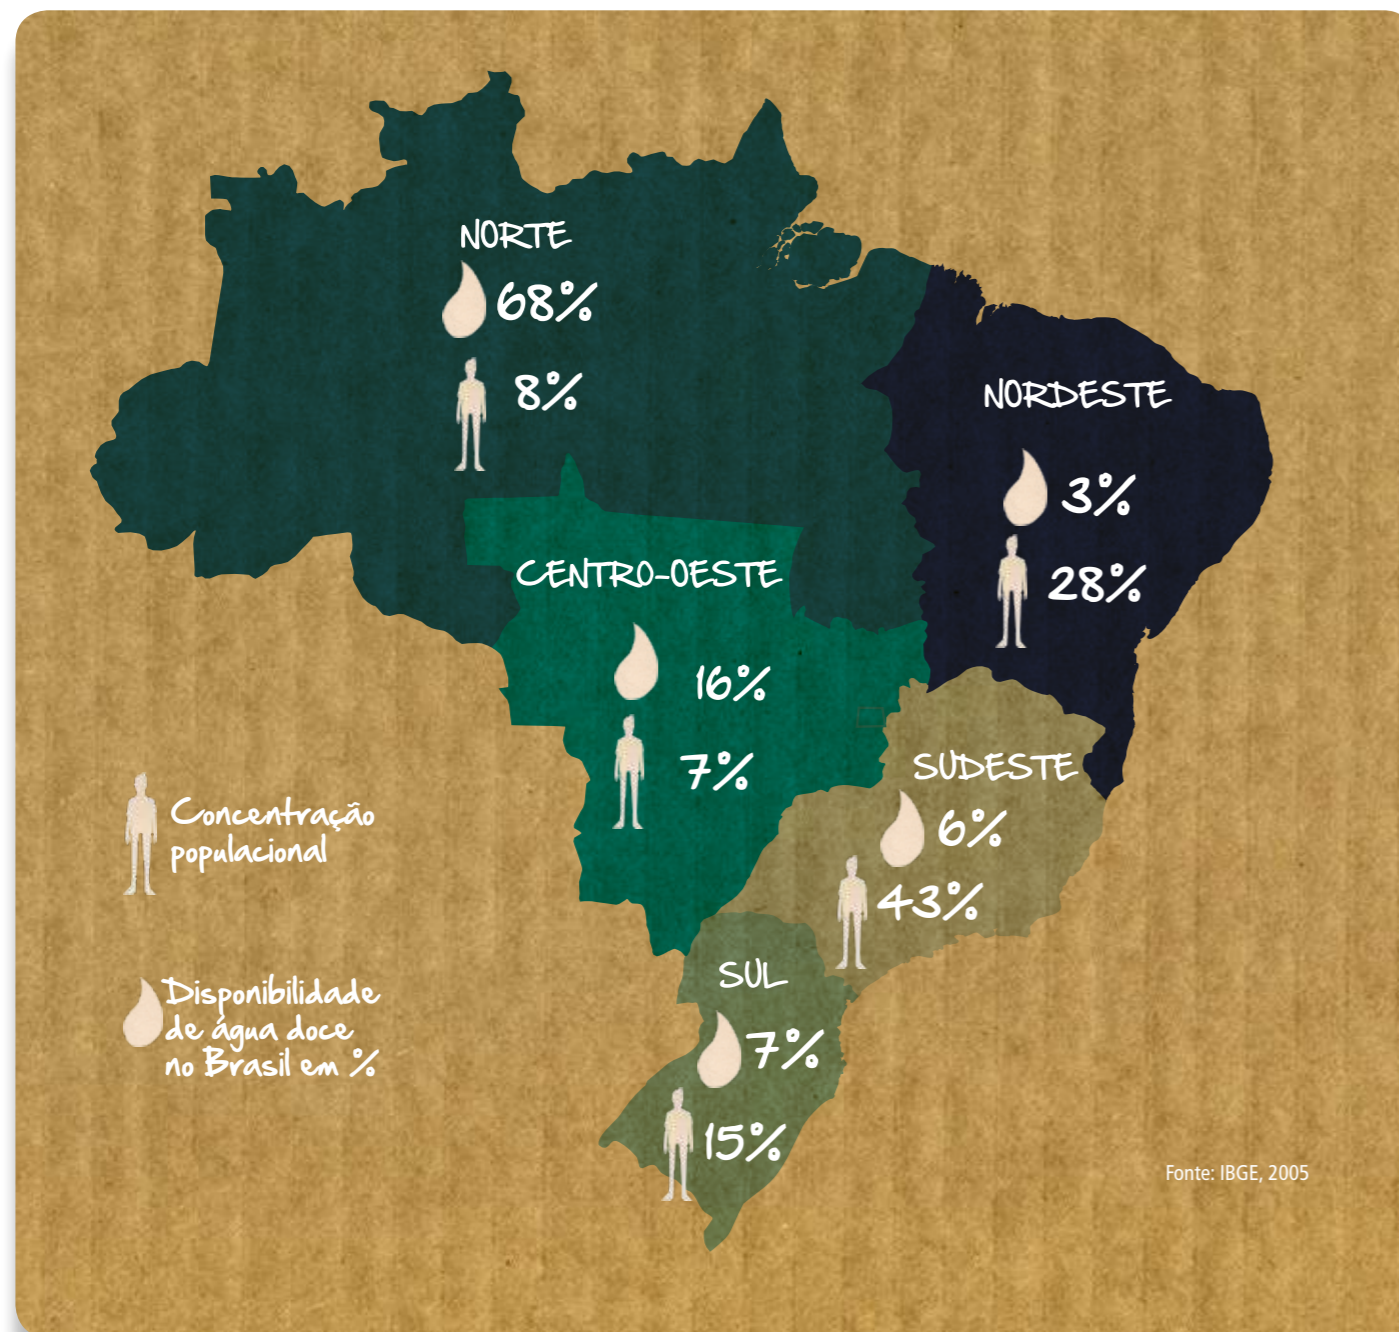 NORTE
68%
8%
NORDESTE
3%
28%
CENTRO-OESTE
16%
7%
SUDESTE
6%
43%
SUL
7%
15%
Concentração
populacional
Disponibilidade
de água doce
no Brasil em %
Fonte: IBGE, 2005